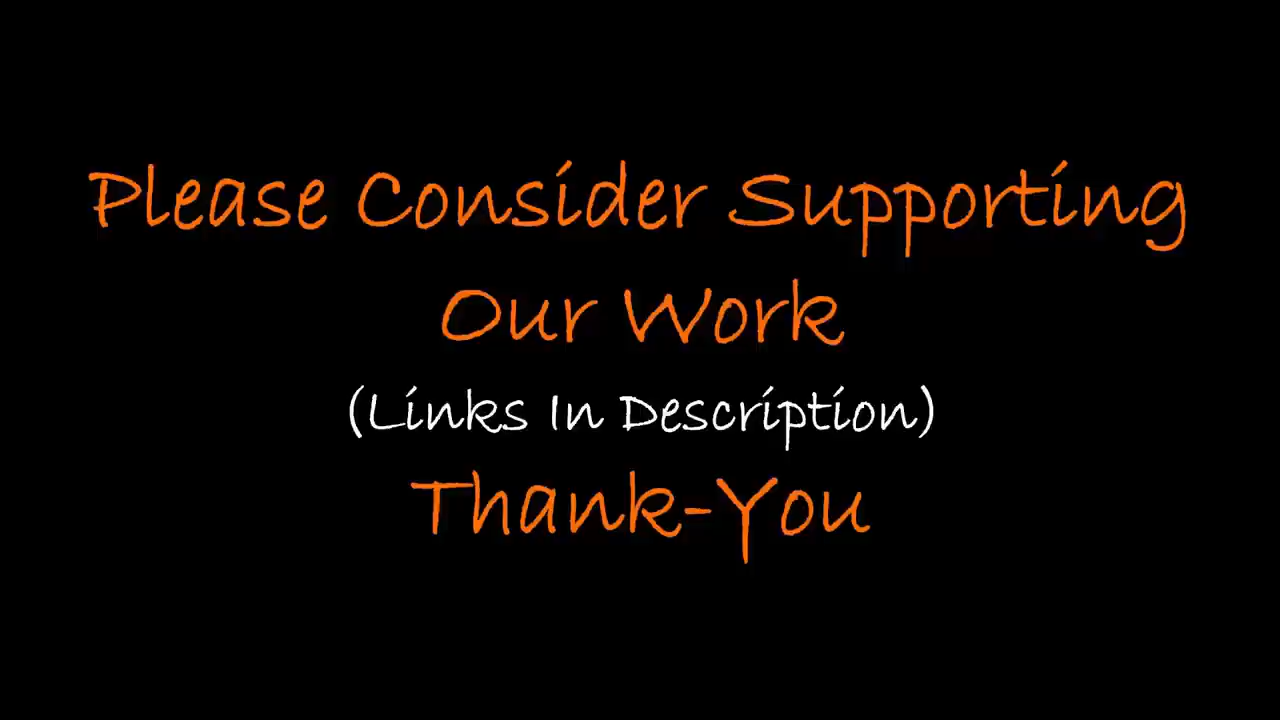 Please Consider Supporting
Our Work
(Links In Description)
Thank-You